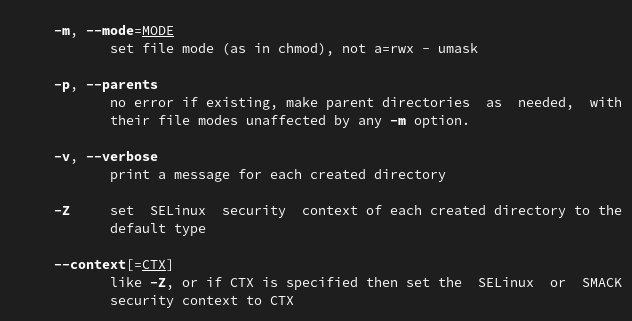 -m, --mode=MODE
set file mode (as in chmod), not a=rwx - umask
-p, --parents
no error if existing, make parent directories as needed, with
their file modes unaffected by any -m option.
-v, --verbose
print a message for each created directory
-Z set SELinux security context of each created directory to the
default type
--context[=CTX]
like -Z, or if CTX is specified then set the SELinux or SMACK
security context to CTX